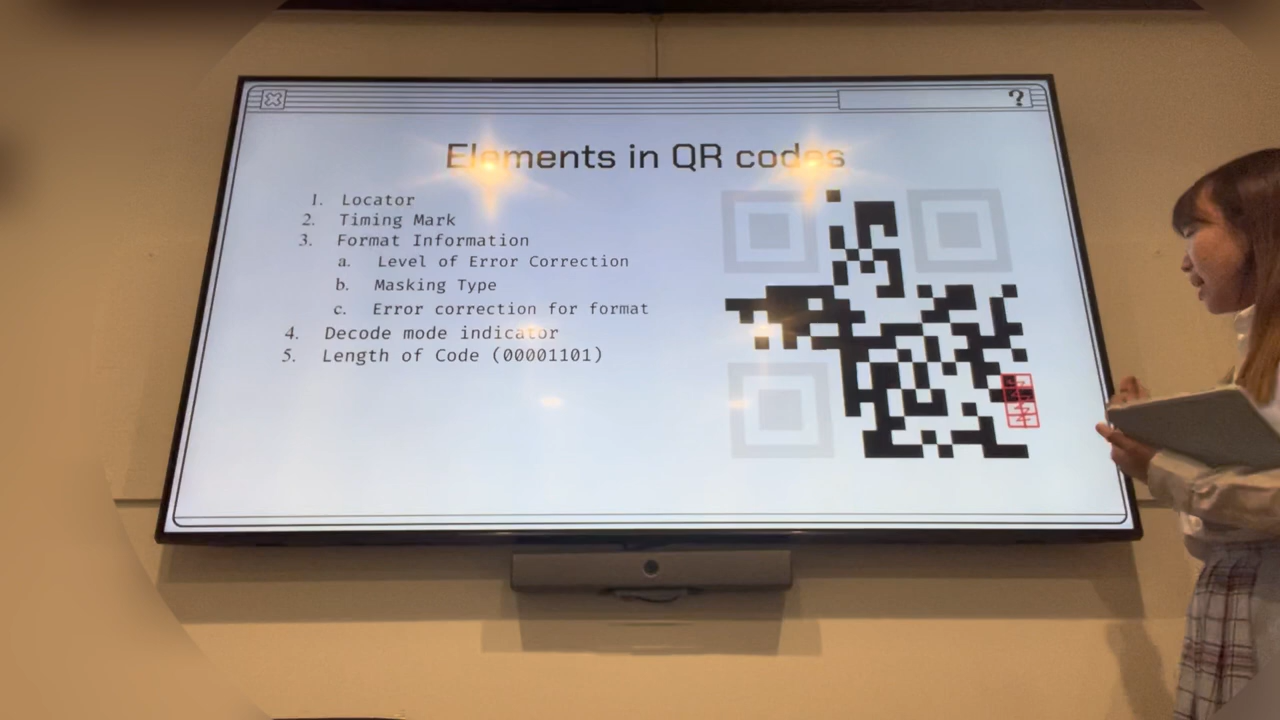 ?
Elements in QR codes
1. Locator
2. Timing Mark
3. Format Information
a. Level of Error Correction
b. Masking Type
c. Error correction for format
4. Decode mode indicator
5. Length of Code (00001101)